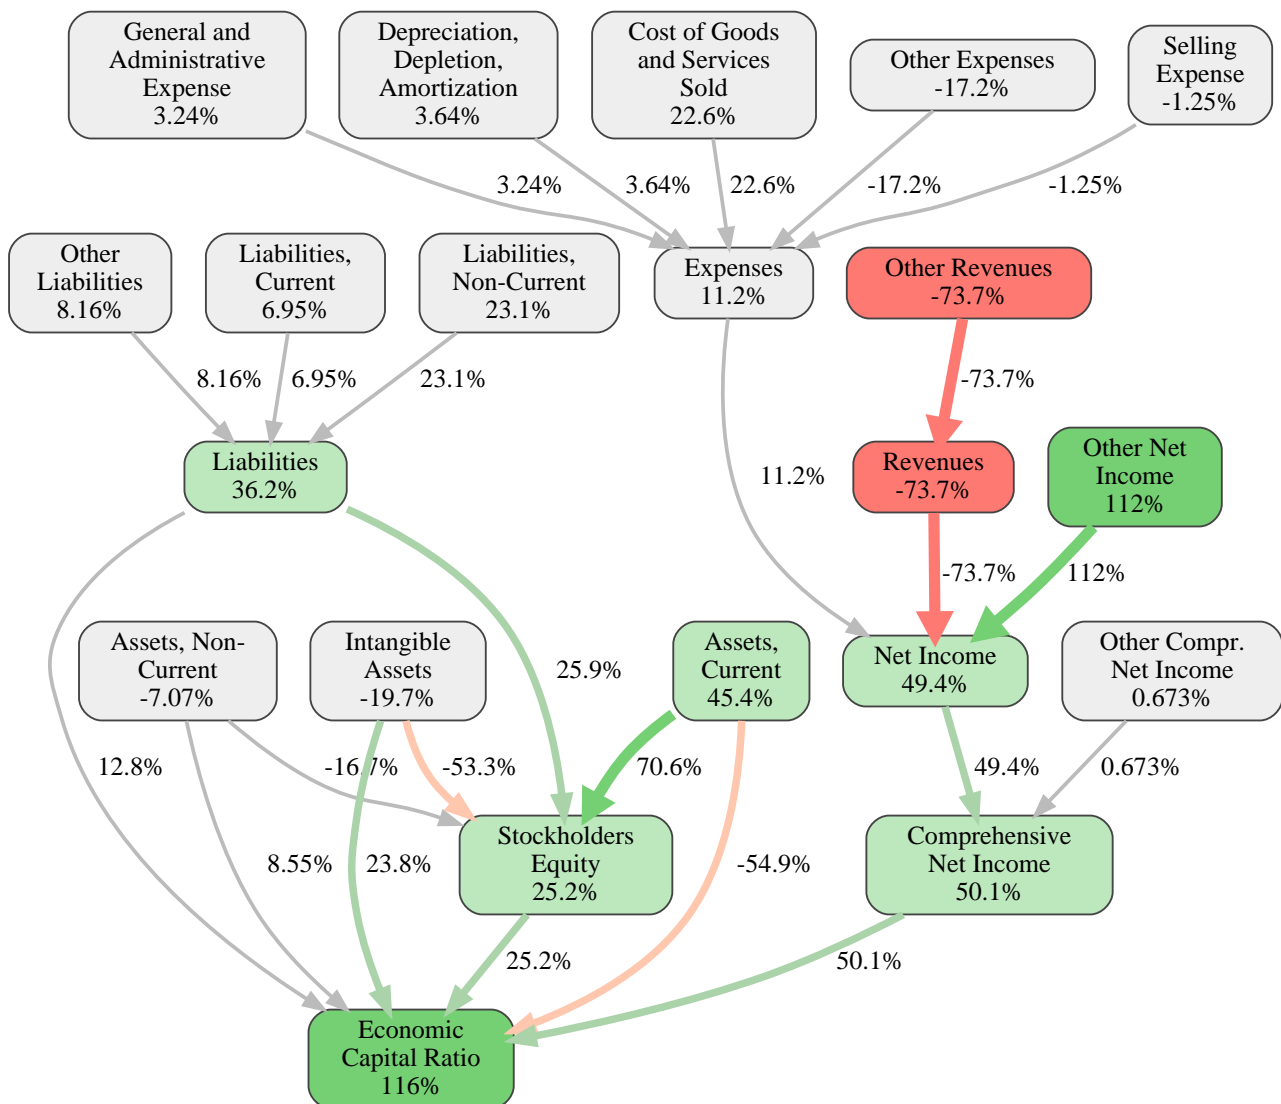 General and
Administrative
Expense
3.24%
Depreciation,
Depletion,
Amortization
3.64%
Cost of Goods
and Services
Sold
22.6%
Other Expenses
-17.2%
Selling
Expense
-1.25%
3.24%
3.64%
22.6%
-17.2%
-1.25%
Other
Liabilities
8.16%
Liabilities,
Current
6.95%
Liabilities,
Non-Current
23.1%
Expenses
11.2%
Other Revenues
-73.7%
8.16%
6.95%
23.1%
-73.7%
Liabilities
36.2%
11.2%
Revenues
-73.7%
Other Net
Income
112%
-73.7%
112%
Assets, Non-
Current
-7.07%
Intangible
Assets
-19.7%
25.9%
Assets,
Current
45.4%
Net Income
49.4%
Other Compr.
Net Income
0.673%
12.8%
-16.7%
-53.3%
70.6%
49.4%
0.673%
8.55%
23.8%
Stockholders
Equity
25.2%
-54.9%
Comprehensive
Net Income
50.1%
25.2%
50.1%
Economic
Capital Ratio
116%